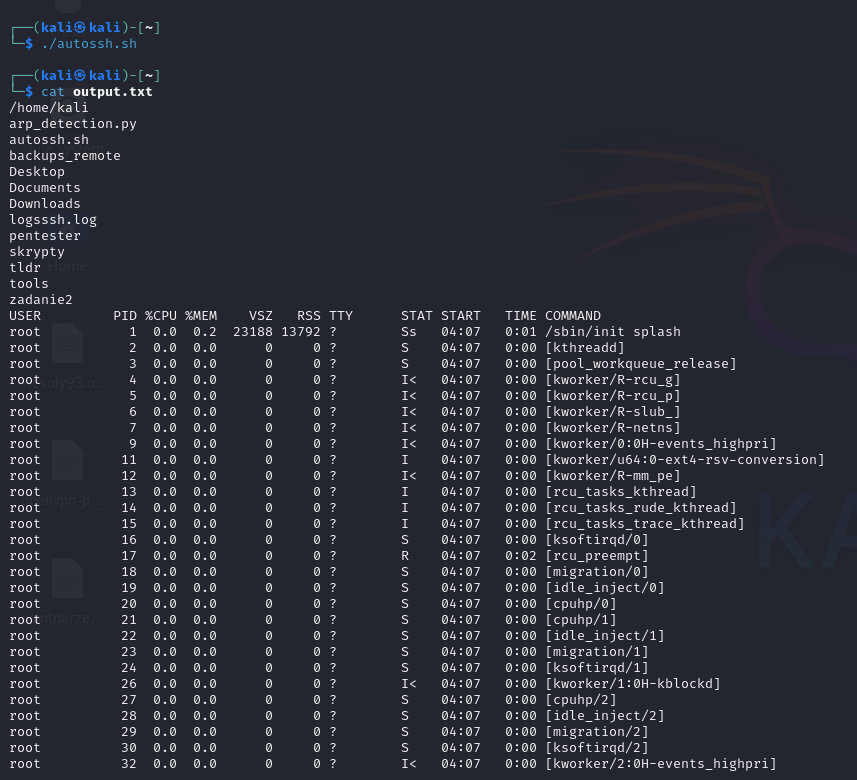 ┌──(kali㉿kali)-[~]
└─$ ./autossh.sh
┌──(kali㉿kali)-[~]
└─$ cat output.txt
/home/kali
arp_detection.py
autossh.sh
backups_remote
Desktop
Documents
Downloads
logsssh.log
pentester
skrypty
tldr
tools
zadanie2
USER         PID %CPU %MEM    VSZ   RSS TTY      STAT START   TIME COMMAND
root           1  0.0  0.2  23188 13792 ?        Ss   04:07   0:01 /sbin/init splash
root           2  0.0  0.0      0     0 ?        S    04:07   0:00 [kthreadd]
root           3  0.0  0.0      0     0 ?        S    04:07   0:00 [pool_workqueue_release]
root           4  0.0  0.0      0     0 ?        I<   04:07   0:00 [kworker/R-rcu_g]
root           5  0.0  0.0      0     0 ?        I<   04:07   0:00 [kworker/R-rcu_p]
root           6  0.0  0.0      0     0 ?        I<   04:07   0:00 [kworker/R-slub_]
root           7  0.0  0.0      0     0 ?        I<   04:07   0:00 [kworker/R-netns]
root           9  0.0  0.0      0     0 ?        I<   04:07   0:00 [kworker/0:0H-events_highpri]
root          11  0.0  0.0      0     0 ?        I    04:07   0:00 [kworker/u64:0-ext4-rsv-conversion]
root          12  0.0  0.0      0     0 ?        I<   04:07   0:00 [kworker/R-mm_pe]
root          13  0.0  0.0      0     0 ?        I    04:07   0:00 [rcu_tasks_kthread]
root          14  0.0  0.0      0     0 ?        I    04:07   0:00 [rcu_tasks_rude_kthread]
root          15  0.0  0.0      0     0 ?        I    04:07   0:00 [rcu_tasks_trace_kthread]
root          16  0.0  0.0      0     0 ?        S    04:07   0:00 [ksoftirqd/0]
root          17  0.0  0.0      0     0 ?        R    04:07   0:02 [rcu_preempt]
root          18  0.0  0.0      0     0 ?        S    04:07   0:00 [migration/0]
root          19  0.0  0.0      0     0 ?        S    04:07   0:00 [idle_inject/0]
root          20  0.0  0.0      0     0 ?        S    04:07   0:00 [cpuhp/0]
root          21  0.0  0.0      0     0 ?        S    04:07   0:00 [cpuhp/1]
root          22  0.0  0.0      0     0 ?        S    04:07   0:00 [idle_inject/1]
root          23  0.0  0.0      0     0 ?        S    04:07   0:00 [migration/1]
root          24  0.0  0.0      0     0 ?        S    04:07   0:00 [ksoftirqd/1]
root          26  0.0  0.0      0     0 ?        I<   04:07   0:00 [kworker/1:0H-kblockd]
root          27  0.0  0.0      0     0 ?        S    04:07   0:00 [cpuhp/2]
root          28  0.0  0.0      0     0 ?        S    04:07   0:00 [idle_inject/2]
root          29  0.0  0.0      0     0 ?        S    04:07   0:00 [migration/2]
root          30  0.0  0.0      0     0 ?        S    04:07   0:00 [ksoftirqd/2]
root          32  0.0  0.0      0     0 ?        I<   04:07   0:00 [kworker/2:0H-events_highpri]
Home
KA